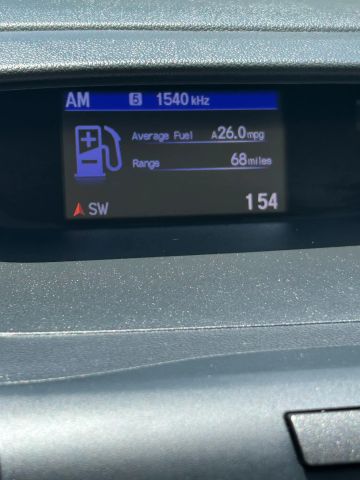 AM 5 1540 kHz
Average Fuel A26.0mpg
Range 68miles
SW 154